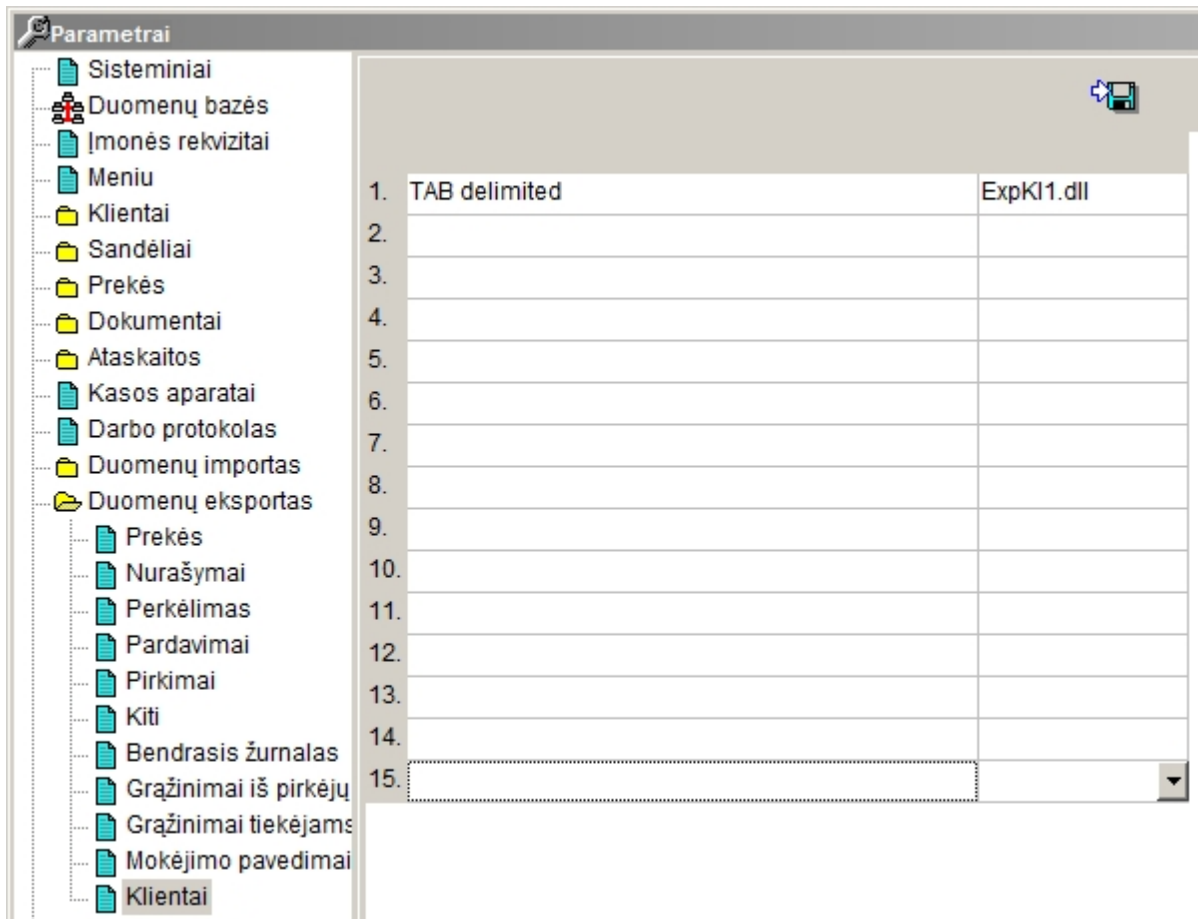 Parametrai
Sisteminiai
Duomenų bazės
Įmonės rekvizitai
Meniu
Klientai
Sandėliai
Prekės
Dokumentai
Ataskaitos
Kasos aparatai
Darbo protokolas
Duomenų importas
Duomenų eksportas
Prekės
Nurašymai
Perkėlimas
Pardavimai
Pirkimai
Kiti
Bendrasis žurnalas
Grąžinimai iš pirkėjų
Grąžinimai tiekėjams
Mokėjimo pavedimai
Klientai
1. TAB delimited ExpKl1.dll
2.
3.
4.
5.
6.
7.
8.
9.
10.
11.
12.
13.
14.
15.